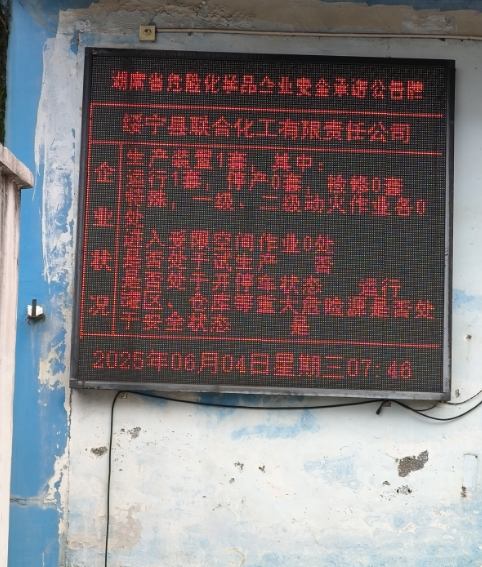 湖南省危险化学品企业安全承诺公告牌
绥宁县联合化工有限责任公司
企业状况
生产装置1套，其中：
运行1套，停产0套，检修0套
特殊、一级、二级动火作业各0
处
进入受限空间作业0处
是否处于试生产 否
是否处于开停车状态 运行
罐区、仓库等重大危险源是否处
于安全状态 是
2025年06月04日星期三07:46